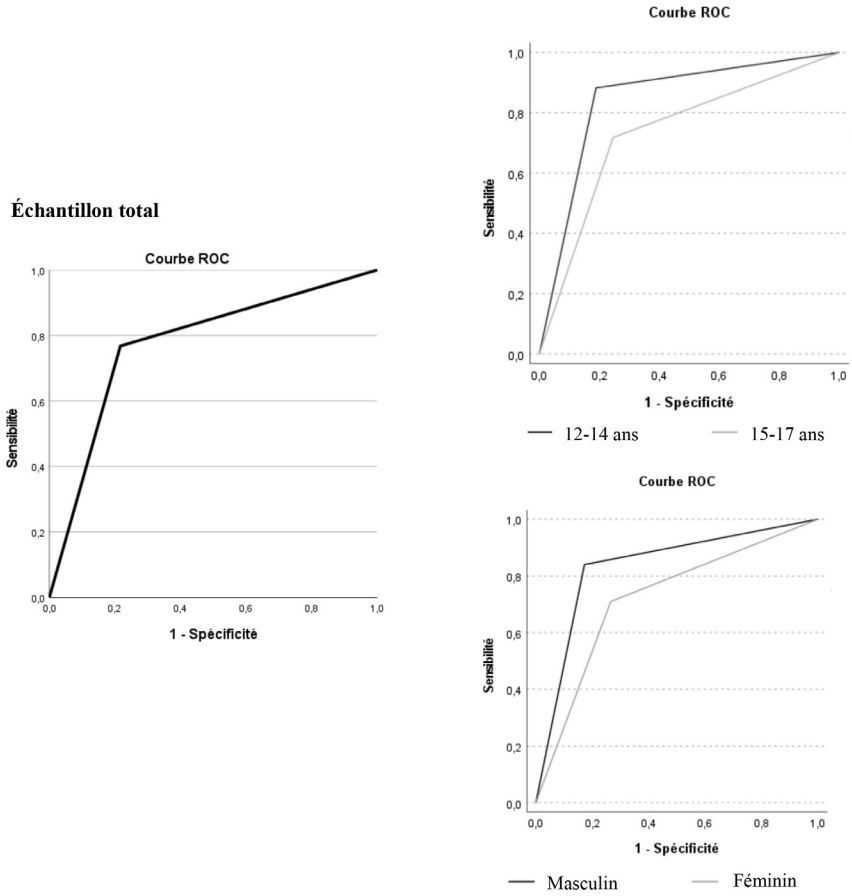 Échantillon total
Courbe ROC
1,0
0,8
0,6
0,4
0,2
0,0
Sensibilité
0,0 0,2 0,4 0,6 0,8 1,0
1 - Spécificité
Courbe ROC
1,0
0,8
0,6
0,4
0,2
0,0
Sensibilité
0,0 0,2 0,4 0,6 0,8 1,0
1 - Spécificité
12-14 ans 15-17 ans
Courbe ROC
1,0
0,8
0,6
0,4
0,2
0,0
Sensibilité
0,0 0,2 0,4 0,6 0,8 1,0
1 - Spécificité
Masculin Féminin